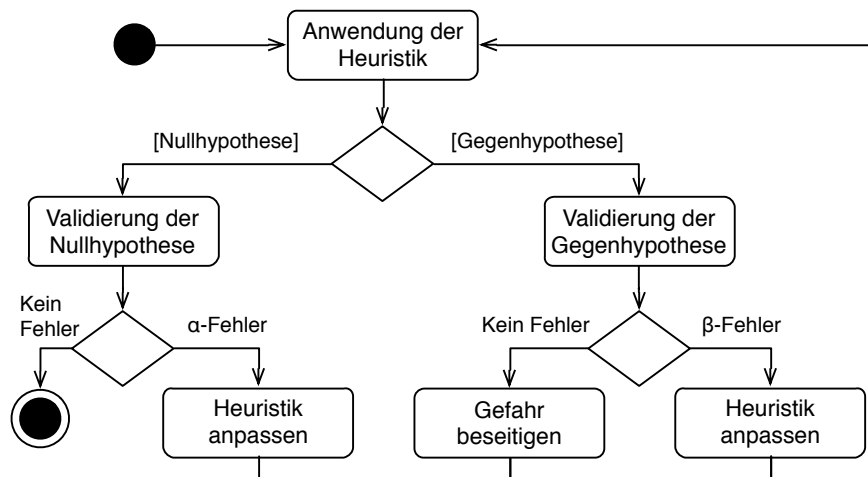 Anwendung der
Heuristik
[Nullhypothese]
[Gegenhypothese]
Validierung der
Nullhypothese
Validierung der
Gegenhypothese
Kein
Fehler
α-Fehler
Kein Fehler
β-Fehler
Heuristik
anpassen
Gefahr
beseitigen
Heuristik
anpassen